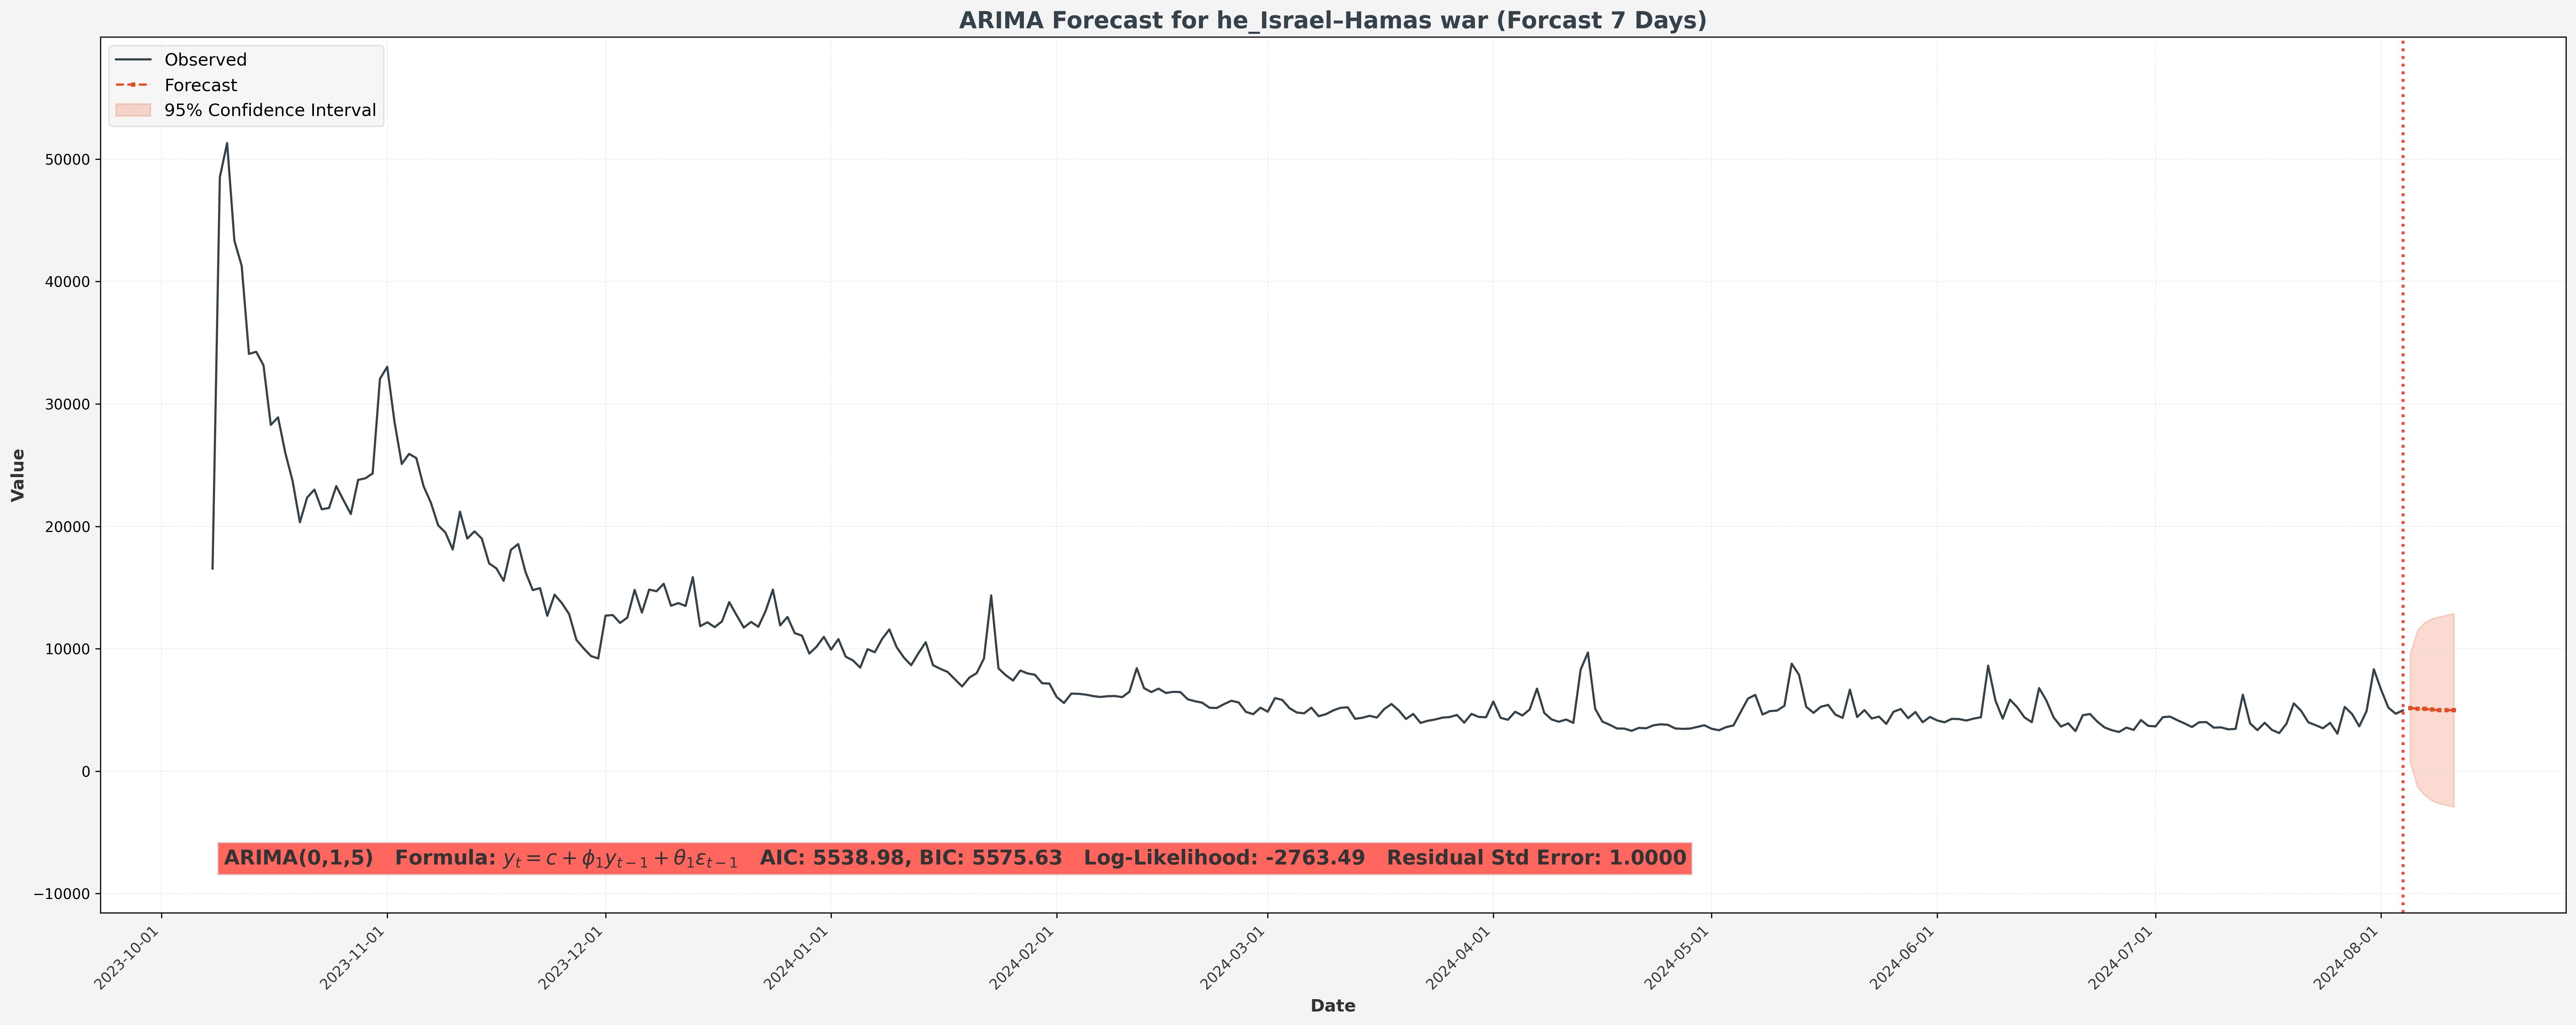 ARIMA Forecast for he_Israel–Hamas war (Forcast 7 Days)
Observed
Forecast
95% Confidence Interval
Value
50000
40000
30000
20000
10000
0
−10000
ARIMA(0,1,5)   Formula: y_t = c + ϕ_1y_{t−1} + θ_1ε_{t−1}   AIC: 5538.98, BIC: 5575.63   Log-Likelihood: -2763.49   Residual Std Error: 1.0000
2023-10-01
2023-11-01
2023-12-01
2024-01-01
2024-02-01
2024-03-01
2024-04-01
2024-05-01
2024-06-01
2024-07-01
2024-08-01
Date